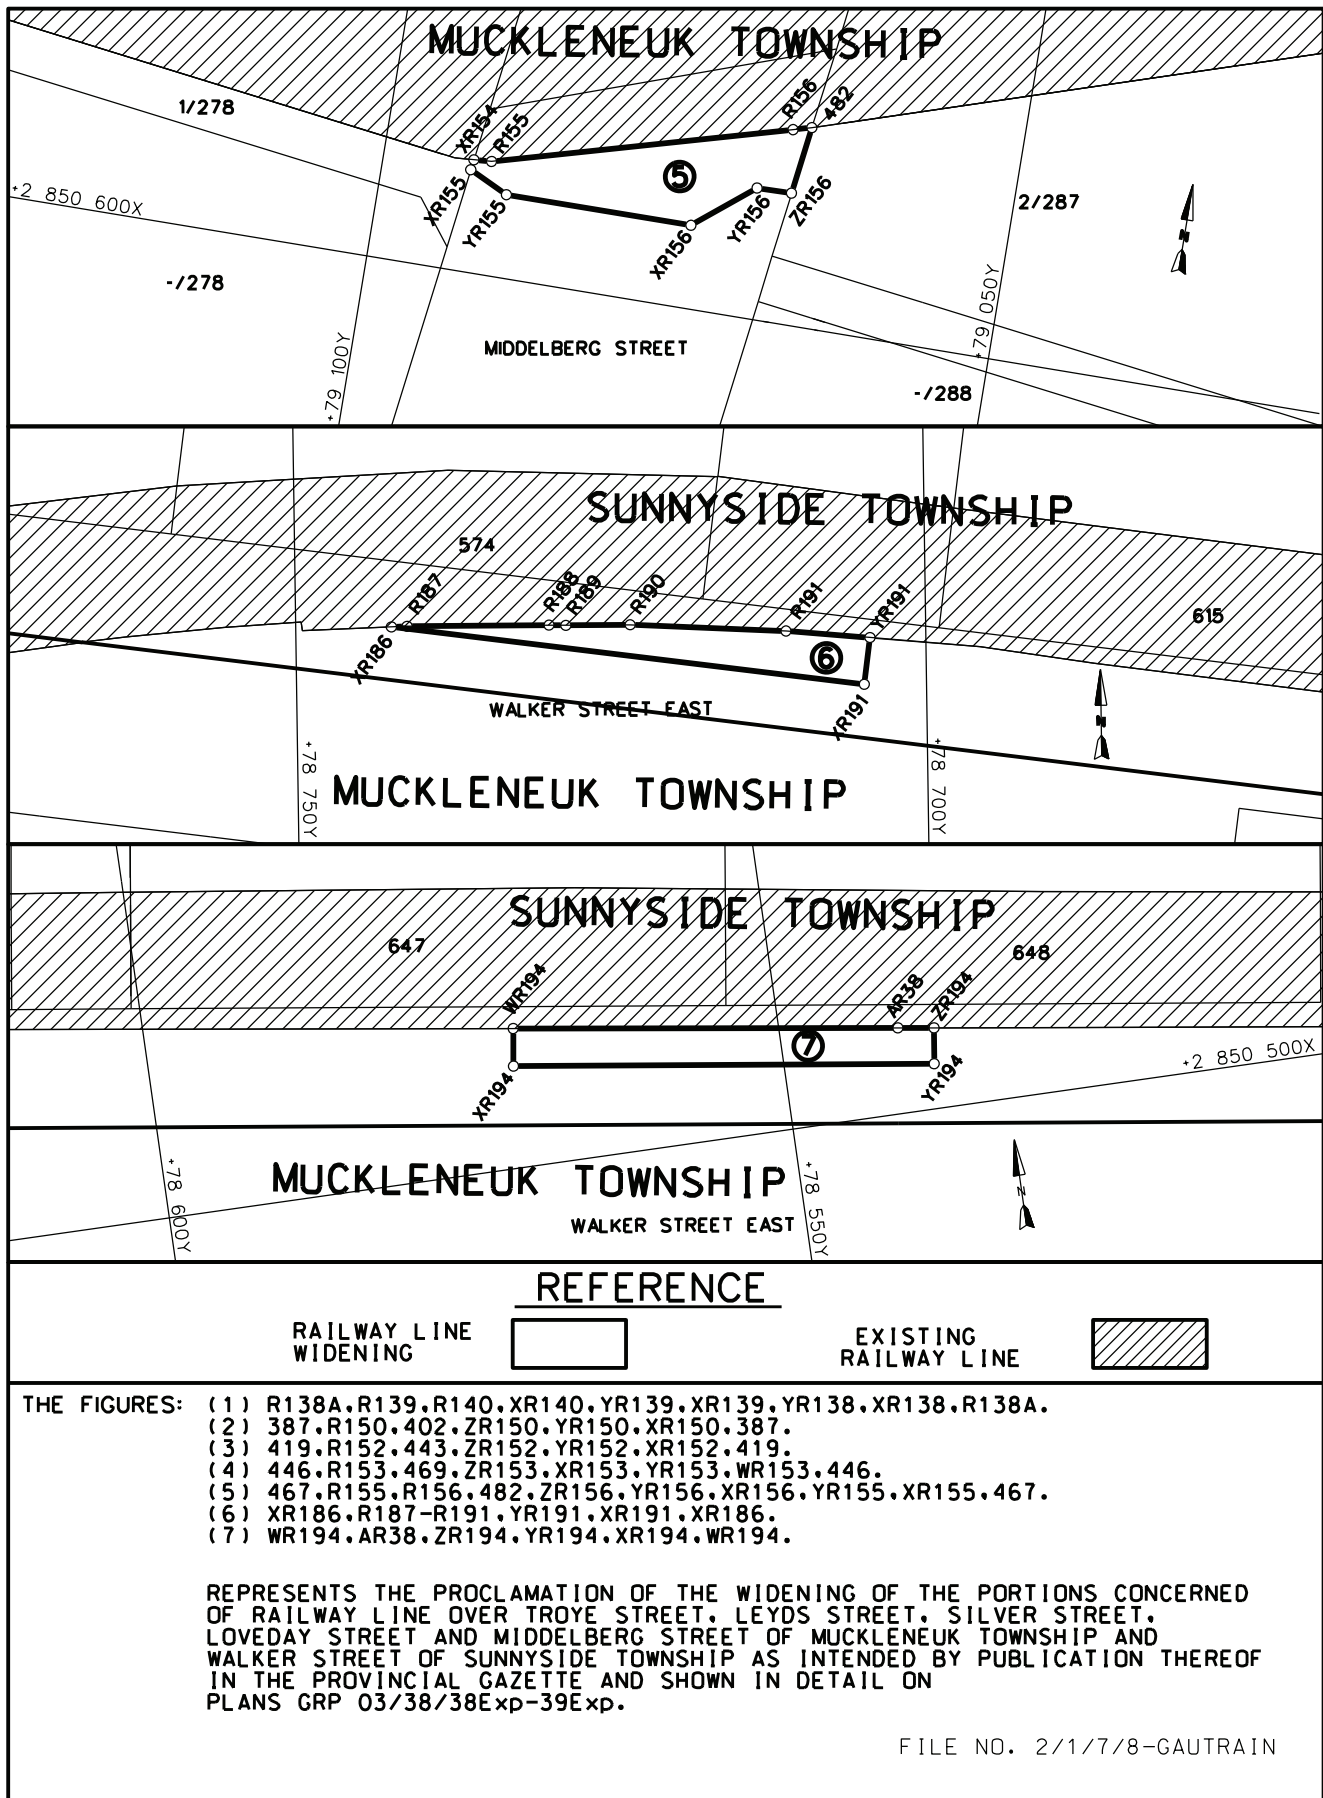 MUCKLENEUK TOWNSHIP
1/278
XR154
R155
R156
482
+2 850 600X
XR155
YR155
5
YR156
ZR156
2/287
XR156
-/278
+79 100Y
MIDDELBERG STREET
+79 050Y
-/288
SUNNYSIDE TOWNSHIP
574
R187
R188
R189
R190
R191
YR191
615
XR186
6
WALKER STREET EAST
XR191
+78 750Y
MUCKLENEUK TOWNSHIP
+78 700Y
SUNNYSIDE TOWNSHIP
647
648
WR194
AR38
ZR194
7
+2 850 500X
XR194
YR194
+78 600Y
MUCKLENEUK TOWNSHIP
+78 550Y
N
WALKER STREET EAST
REFERENCE
RAILWAY LINE
WIDENING
EXISTING
RAILWAY LINE
THE FIGURES: (1) R138A,R139,R140,XR140,YR139,XR139,YR138,XR138,R138A.
(2) 387,R150,402,ZR150,YR150,XR150,387.
(3) 419,R152,443,ZR152,YR152,XR152,419.
(4) 446,R153,469,ZR153,XR153,YR153,WR153,446.
(5) 467,R155,R156,482,ZR156,YR156,XR156,YR155,XR155,467.
(6) XR186,R187-R191,YR191,XR191,XR186.
(7) WR194,AR38,ZR194,YR194,XR194,WR194.
REPRESENTS THE PROCLAMATION OF THE WIDENING OF THE PORTIONS CONCERNED
OF RAILWAY LINE OVER TROYE STREET, LEYDS STREET, SILVER STREET,
LOVEDAY STREET AND MIDDELBERG STREET OF MUCKLENEUK TOWNSHIP AND
WALKER STREET OF SUNNYSIDE TOWNSHIP AS INTENDED BY PUBLICATION THEREOF
IN THE PROVINCIAL GAZETTE AND SHOWN IN DETAIL ON
PLANS GRP 03/38/38Exp-39Exp.
FILE NO. 2/1/7/8-GAUTRAIN